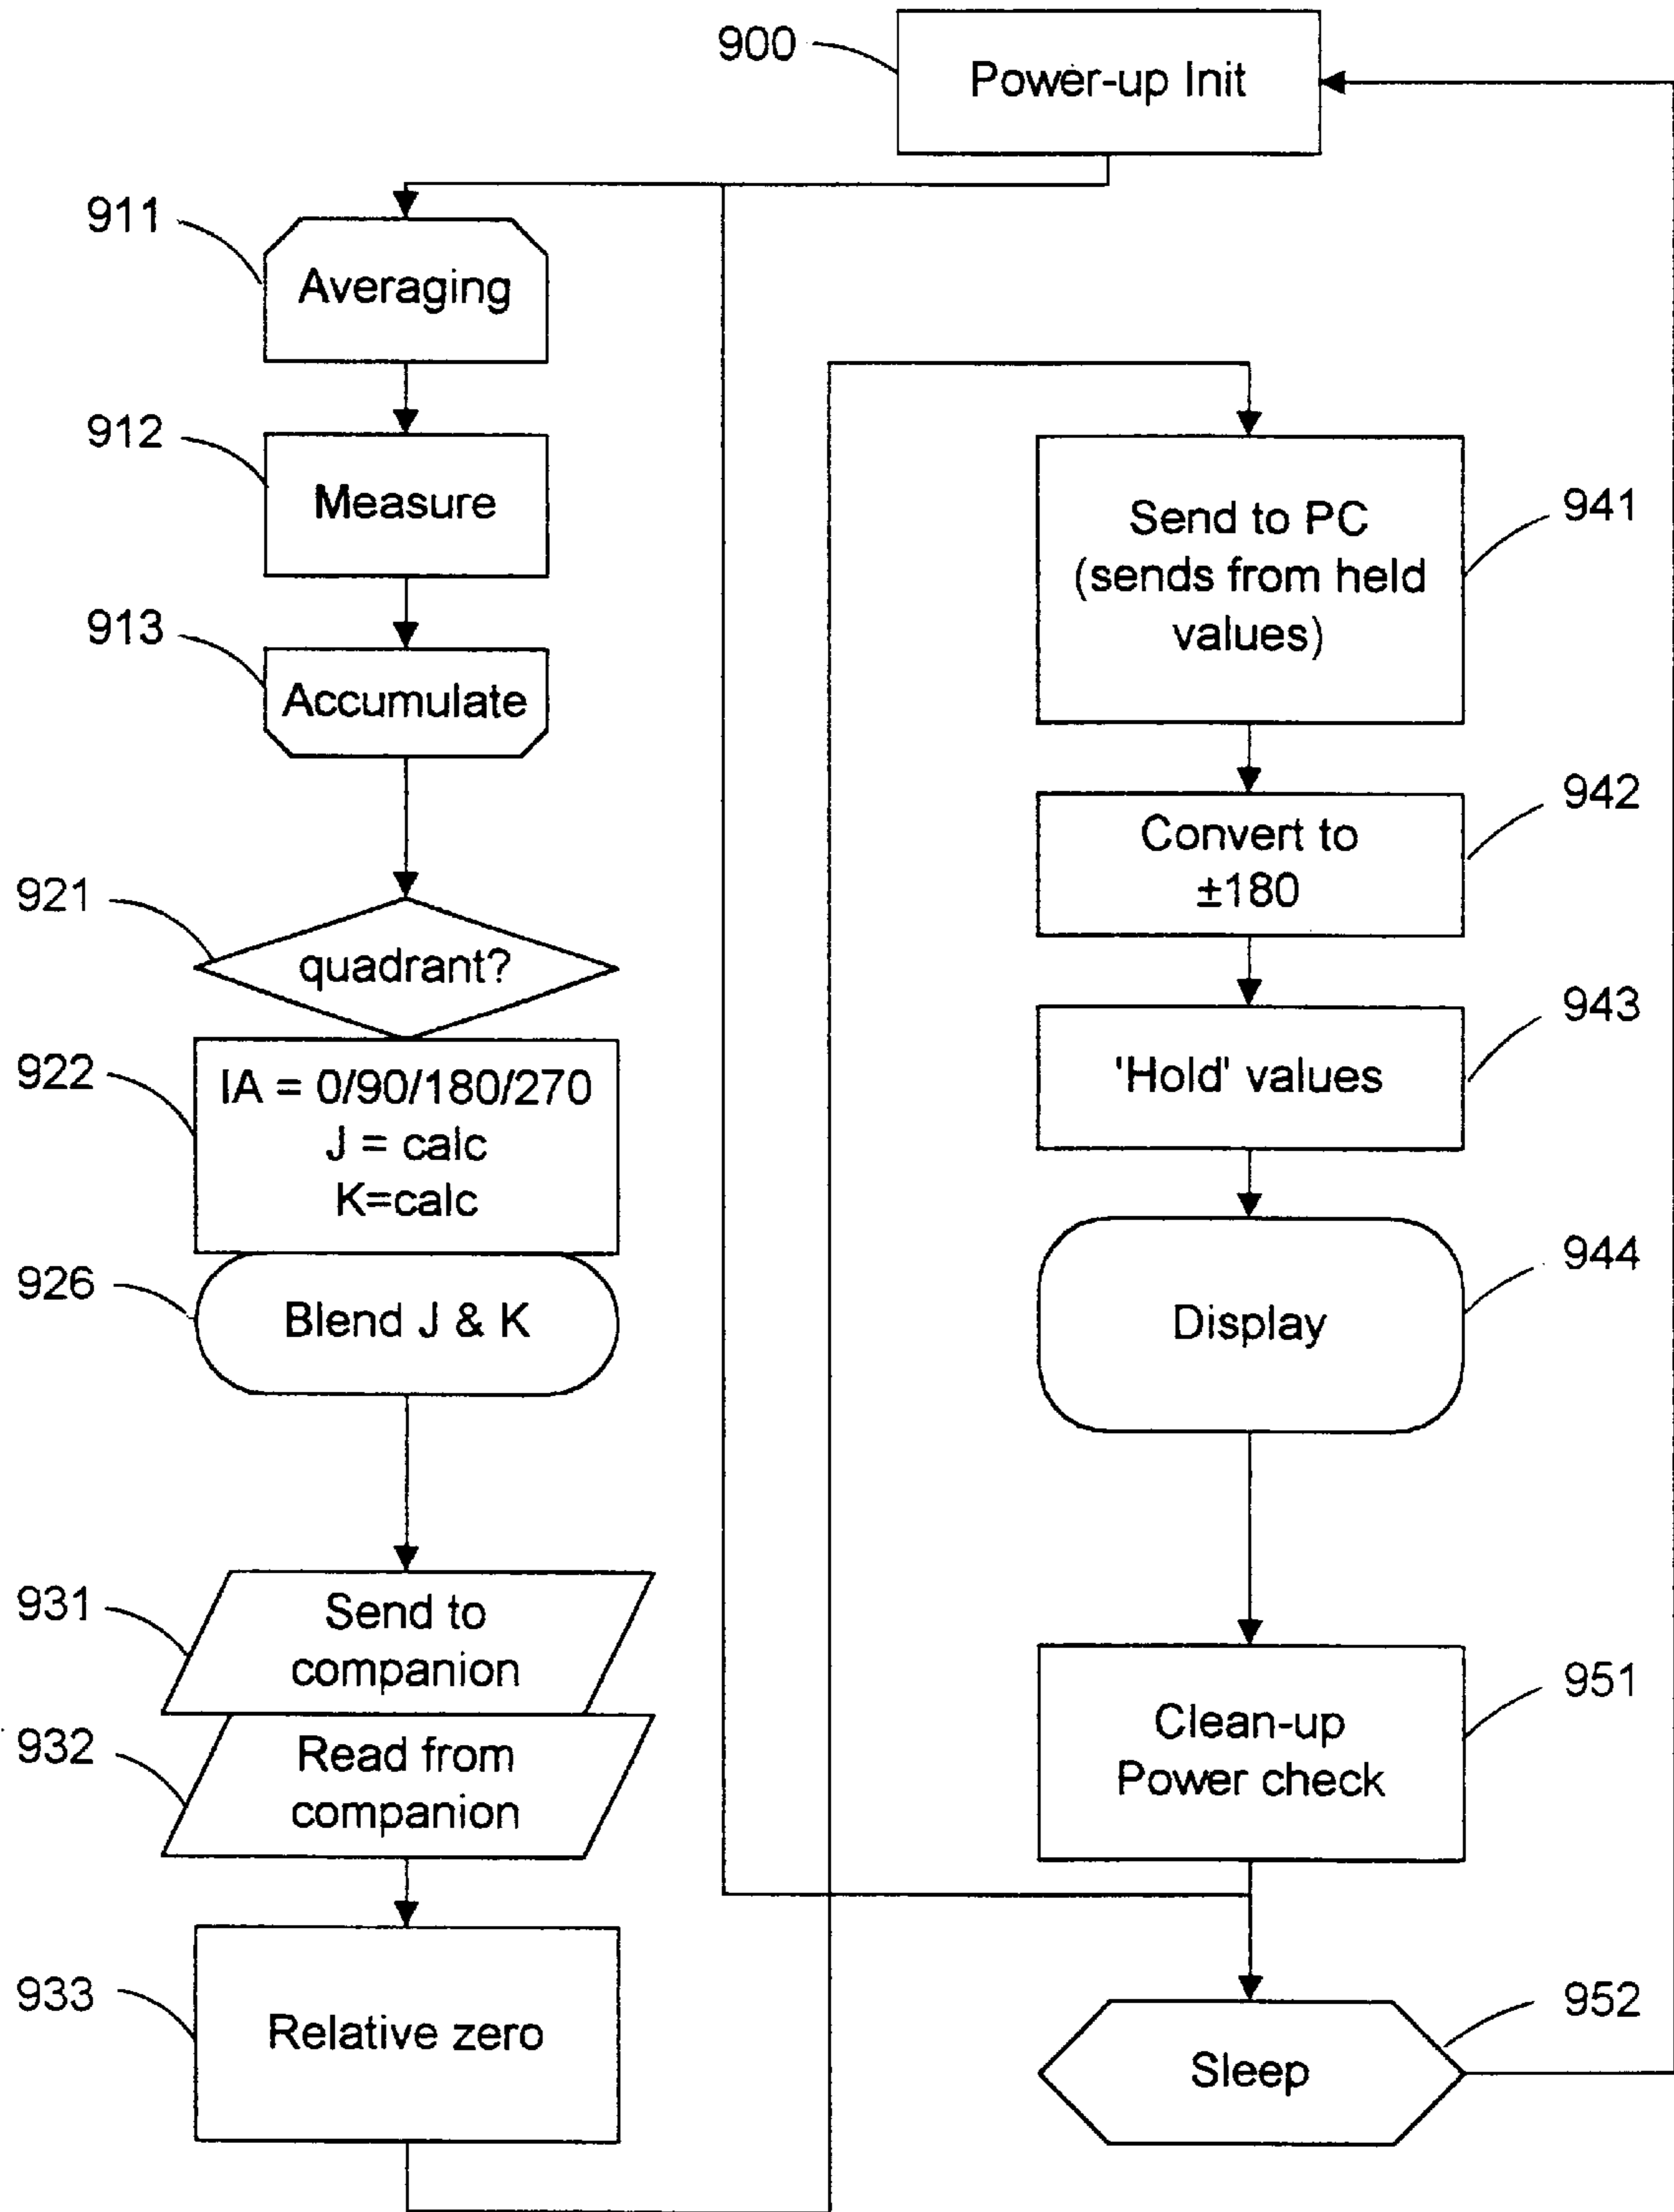 900
Power-up Init
911
Averaging
912
Measure
913
Accumulate
921
quadrant?
922
IA = 0/90/180/270
J = calc
K=calc
926
Blend J & K
931
Send to
companion
932
Read from
companion
933
Relative zero
Send to PC
(sends from held
values)
941
Convert to
±180
942
'Hold' values
943
Display
944
Clean-up
Power check
951
Sleep
952